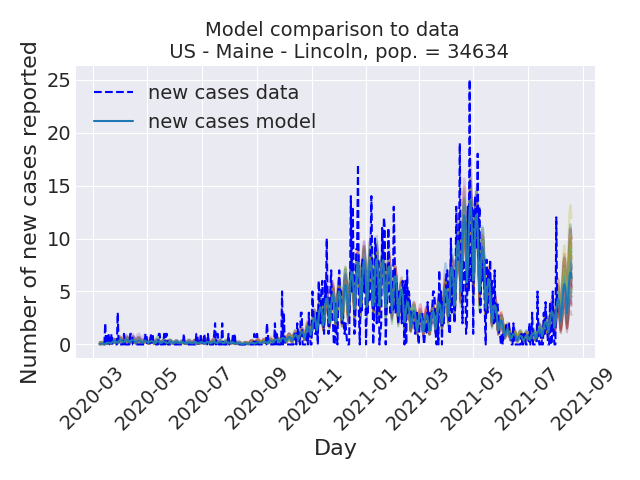 Model comparison to data
US - Maine - Lincoln, pop. = 34634
Number of new cases reported
25
20
15
10
5
0
new cases data
new cases model
2020-03
2020-05
2020-07
2020-09
2020-11
2021-01
2021-03
2021-05
2021-07
2021-09
Day